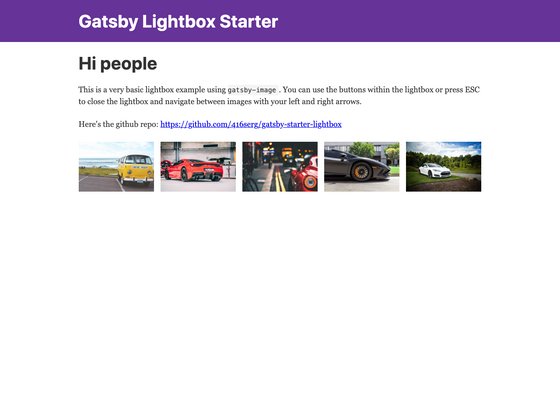 Gatsby Lightbox Starter
Hi people
This is a very basic lightbox example using gatsby-image . You can use the buttons within the lightbox or press ESC
to close the lightbox and navigate between images with your left and right arrows.
Here's the github repo: https://github.com/416serg/gatsby-starter-lightbox